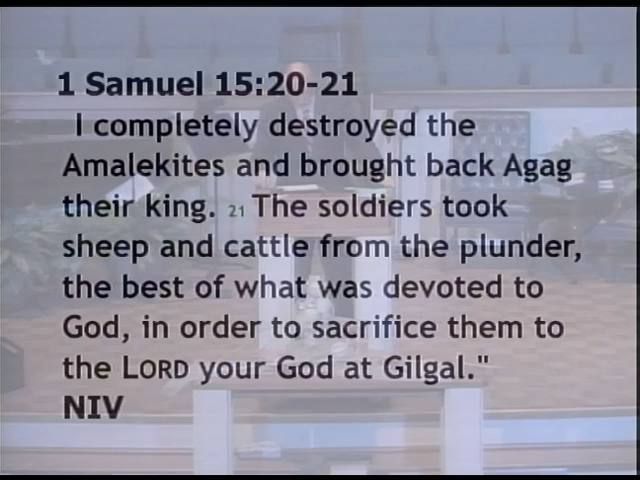 1 Samuel 15:20-21
I completely destroyed the
Amalekites and brought back Agag
their king. 21 The soldiers took
sheep and cattle from the plunder,
the best of what was devoted to
God, in order to sacrifice them to
the LORD your God at Gilgal."
NIV